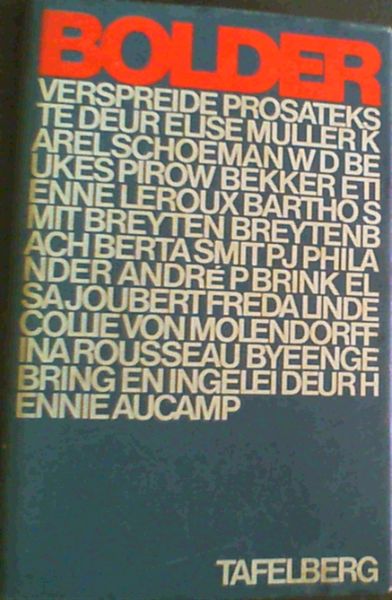 BOLDER
VERSPREIDE PROSATEKS
TE DEUR ELISE MULLER K
AREL SCHOEMAN W D BE
UKES PIROW BEKKER ETI
ENNE LEROUX BARTHO S
MIT BREYTEN BREYTENB
ACH BERTA SMIT PJ PHILA
NDER ANDRÉ P BRINK EL
SA JOUBERT FREDA LINDE
COLLIE VON MOLENDORFF
INA ROUSSEAU BYEENGE
BRING EN INGELEI DEUR H
ENNIE AUCAMP
TAFELBERG